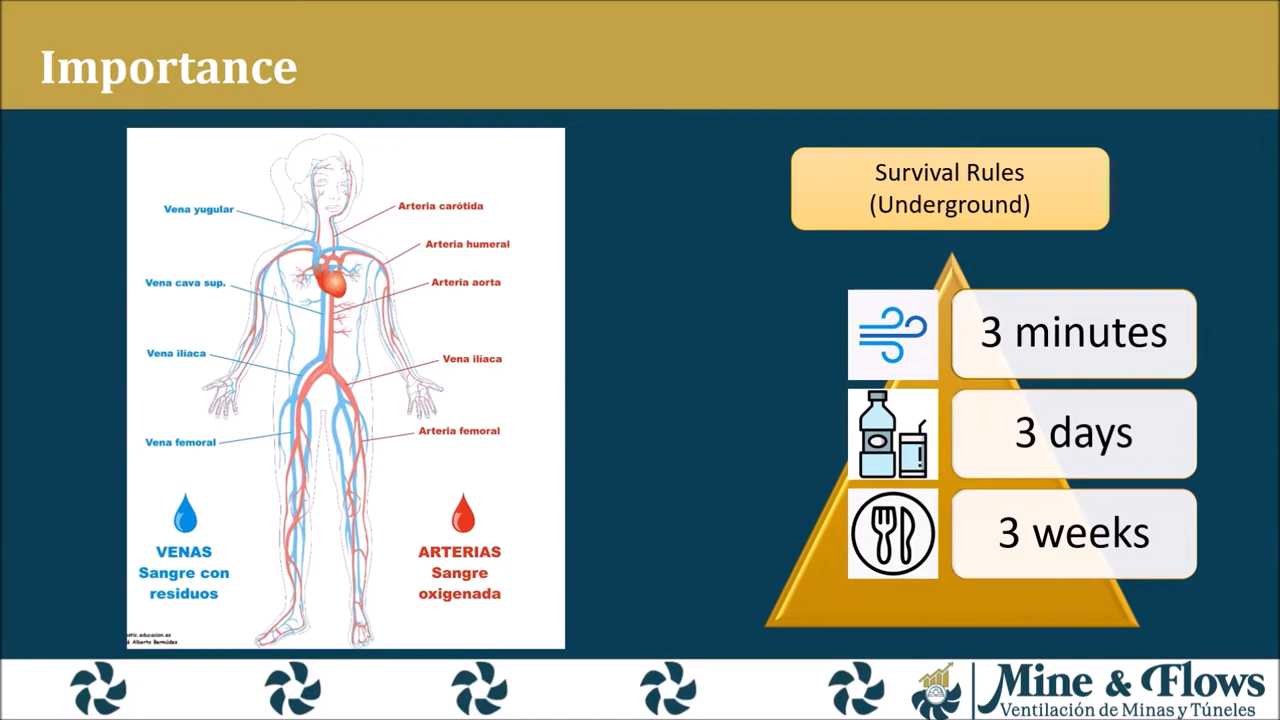 Importance
Vena yugular
Arteria carótida
Arteria humeral
Vena cava sup.
Arteria aorta
Vena ilíaca
Vena ilíaca
Vena femoral
Arteria femoral
VENAS
Sangre con
residuos
ARTERIAS
Sangre
oxigenada
Alberto Bermúdez
Survival Rules
(Underground)
3 minutes
3 days
3 weeks
Mine & Flows
Ventilación de Minas y Túneles